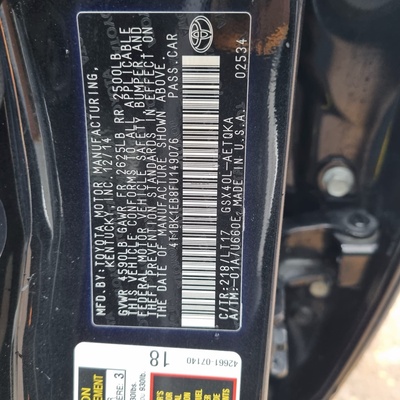 MFD. BY:
TOYOTA MOTOR MANUFACTURING,
KENTUCKY, INC. 12/14
GVWR 4590LB GAWR FR 2625LB RR 2500LB
THIS VEHICLE CONFORMS TO ALL APPLICABLE
FEDERAL MOTOR VEHICLE SAFETY, BUMPER, AND
THEFT PREVENTION STANDARDS IN EFFECT ON
THE DATE OF MANUFACTURE SHOWN ABOVE.
4T1BK1EB8FU149076 PASS.CAR
TOYOTA
C/TR:218/LT17 GSX40L-AETQKA 02534
A/TM:-01A/U660E
42661-07140
18